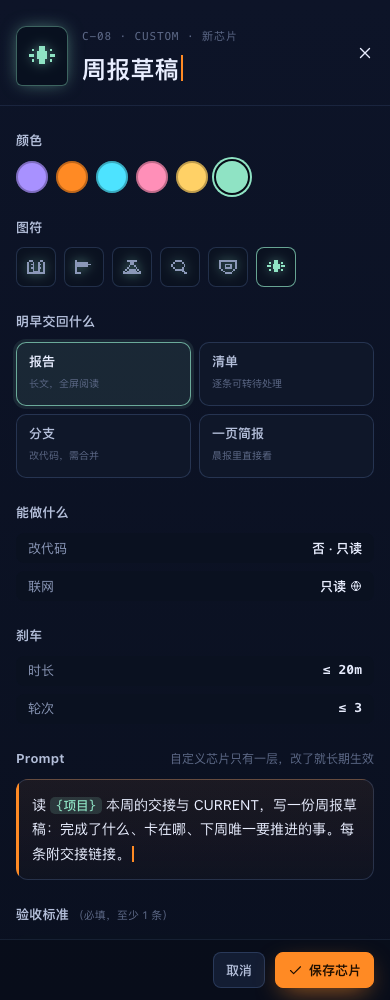 C-08 · CUSTOM · 新芯片
周报草稿
颜色
图符
明早交回什么
报告
长文，全屏阅读
清单
逐条可转待处理
分支
改代码，需合并
一页简报
晨报里直接看
能做什么
改代码 否 · 只读
联网 只读
刹车
时长 ≤ 20m
轮次 ≤ 3
Prompt 自定义芯片只有一层，改了就长期生效
读 {项目} 本周的交接与 CURRENT，写一份周报草
稿：完成了什么、卡在哪、下周唯一要推进的事。每
条附交接链接。
验收标准 （必填，至少 1 条）
取消 保存芯片